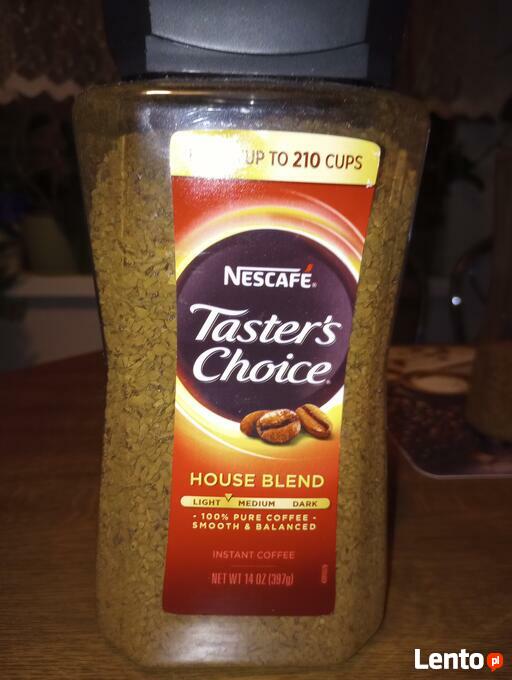 UP TO 210 CUPS
NESCAFÉ®
Taster's
Choice®
HOUSE BLEND
LIGHT MEDIUM DARK
- 100% PURE COFFEE -
SMOOTH & BALANCED
INSTANT COFFEE
NET WT 14 OZ (397g)
Lento pl